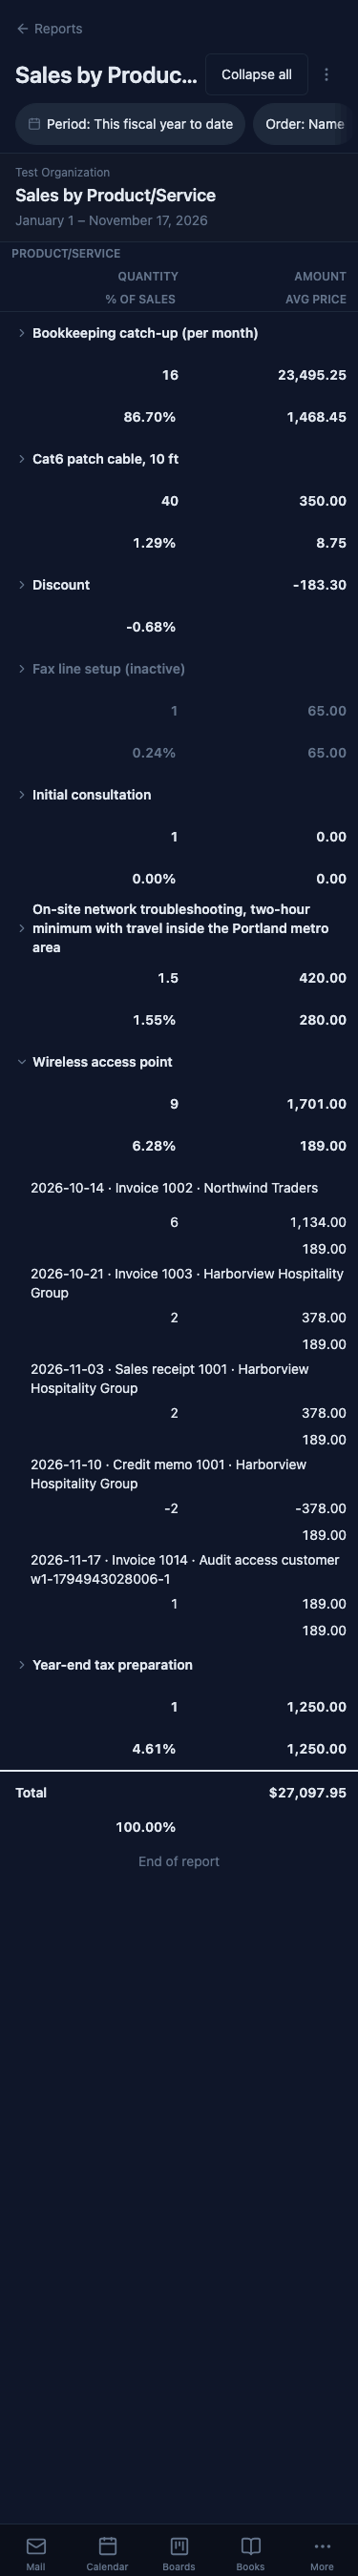 Reports
Sales by Produc... Collapse all
Period: This fiscal year to date Order: Name
Test Organization
Sales by Product/Service
January 1 – November 17, 2026
PRODUCT/SERVICE
QUANTITY AMOUNT
% OF SALES AVG PRICE
Bookkeeping catch-up (per month)
16 23,495.25
86.70% 1,468.45
Cat6 patch cable, 10 ft
40 350.00
1.29% 8.75
Discount -183.30
-0.68%
Fax line setup (inactive)
1 65.00
0.24% 65.00
Initial consultation
1 0.00
0.00% 0.00
On-site network troubleshooting, two-hour
minimum with travel inside the Portland metro
area
1.5 420.00
1.55% 280.00
Wireless access point
9 1,701.00
6.28% 189.00
2026-10-14 · Invoice 1002 · Northwind Traders
6 1,134.00
189.00
2026-10-21 · Invoice 1003 · Harborview Hospitality
Group
2 378.00
189.00
2026-11-03 · Sales receipt 1001 · Harborview
Hospitality Group
2 378.00
189.00
2026-11-10 · Credit memo 1001 · Harborview
Hospitality Group
-2 -378.00
189.00
2026-11-17 · Invoice 1014 · Audit access customer
w1-1794943028006-1
1 189.00
189.00
Year-end tax preparation
1 1,250.00
4.61% 1,250.00
Total $27,097.95
100.00%
End of report
Mail Calendar Boards Books More